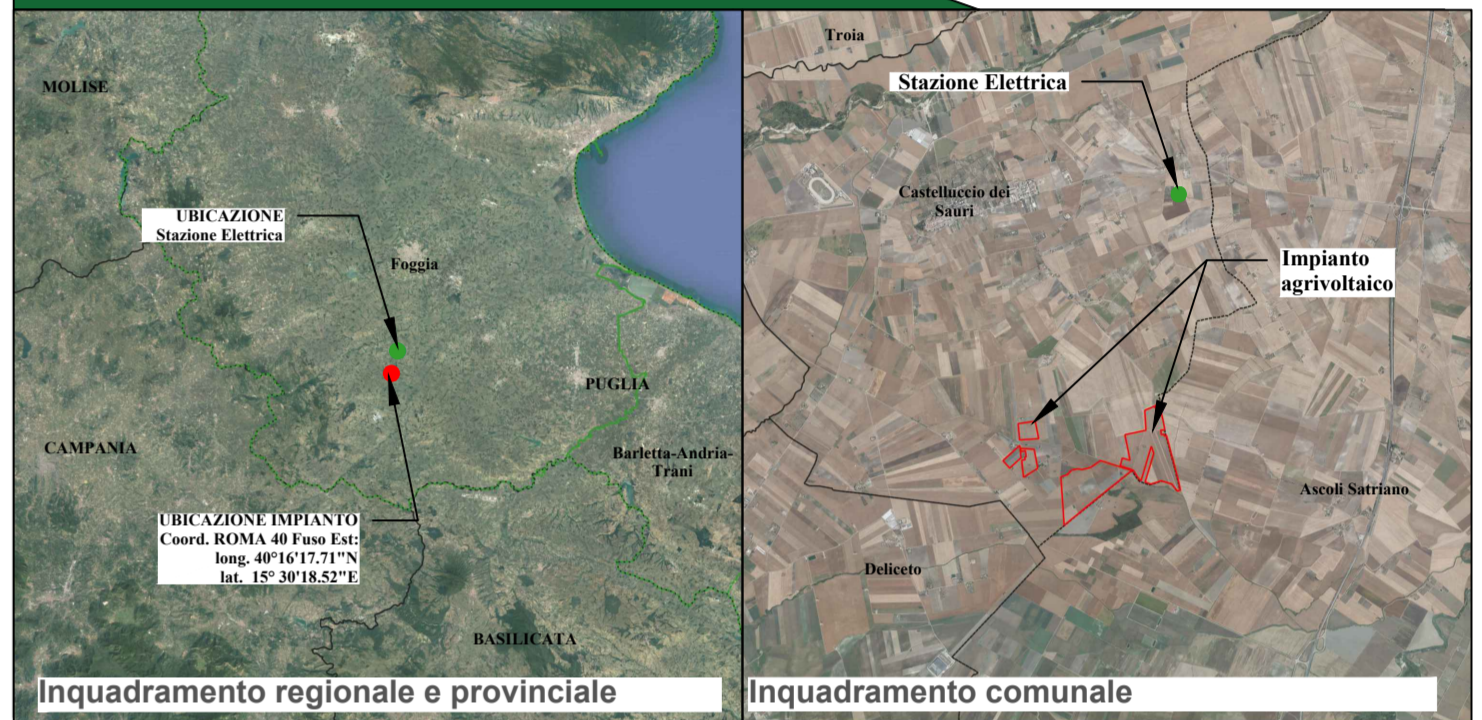 MOLISE
UBICAZIONE
Stazione Elettrica
Foggia
PUGLIA
CAMPANIA
Barletta-Andria-
Trani
UBICAZIONE IMPIANTO
Coord. ROMA 40 Fuso Est:
long. 40°16'17.71"N
lat. 15° 30'18.52"E
BASILICATA
Inquadramento regionale e provinciale
Troia
Stazione Elettrica
Castelluccio dei
Sauri
Impianto
agrivoltaico
Ascoli Satriano
Deliceto
Inquadramento comunale